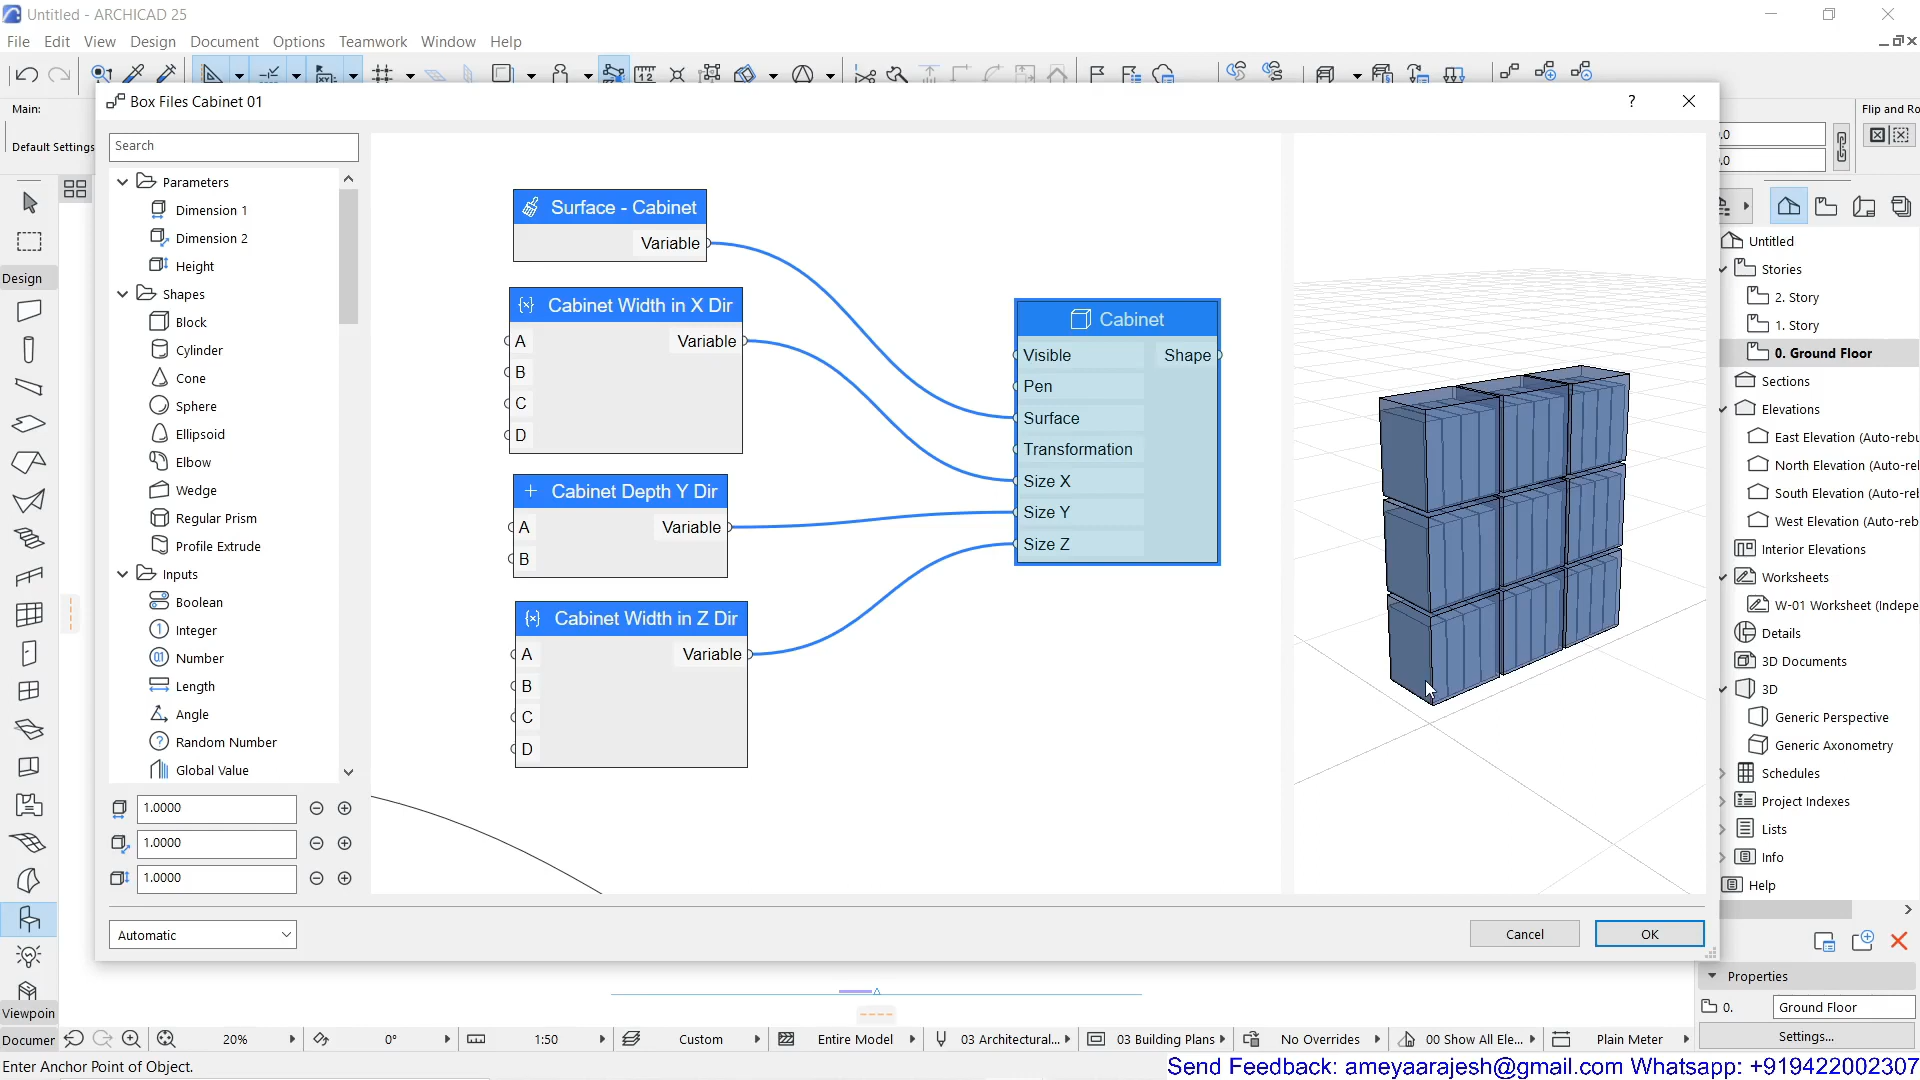 Untitled - ARCHICAD 25
File Edit View Design Document Options Teamwork Window Help
Main:
Default Settings
Box Files Cabinet 01
?
Flip and Ro
.0
.0
Search
Parameters
Dimension 1
Dimension 2
Height
Shapes
Block
Cylinder
Cone
Sphere
Ellipsoid
Elbow
Wedge
Regular Prism
Profile Extrude
Inputs
Boolean
Integer
Number
Length
Angle
Random Number
Global Value
1.0000
1.0000
1.0000
Automatic
Surface - Cabinet
Variable
Cabinet Width in X Dir
A Variable
B
C
D
Cabinet Depth Y Dir
A Variable
B
Cabinet Width in Z Dir
A Variable
B
C
D
Cabinet
Visible Shape
Pen
Surface
Transformation
Size X
Size Y
Size Z
Cancel OK
Design
Viewpoin
Documer
Untitled
Stories
2. Story
1. Story
0. Ground Floor
Sections
Elevations
East Elevation (Auto-rebu
North Elevation (Auto-rel
South Elevation (Auto-rel
West Elevation (Auto-reb
Interior Elevations
Worksheets
W-01 Worksheet (Indepe
Details
3D Documents
3D
Generic Perspective
Generic Axonometry
Schedules
Project Indexes
Lists
Info
Help
Properties
0. Ground Floor
Settings...
20% 0° 1:50 Custom Entire Model 03 Architectural... 03 Building Plans No Overrides 00 Show All Ele... Plain Meter
Enter Anchor Point of Object.
Send Feedback: ameyaarajesh@gmail.com Whatsapp: +919422002307